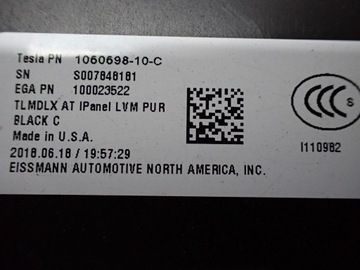 Tesla PN 1060698-10-C
SN S007848181
EGA PN 100023522
TLMDLX AT IPanel LVM PUR
BLACK C
Made in U.S.A.
2018.06.18 / 19:57:29
EISSMANN AUTOMOTIVE NORTH AMERICA, INC.
CCC
I110982